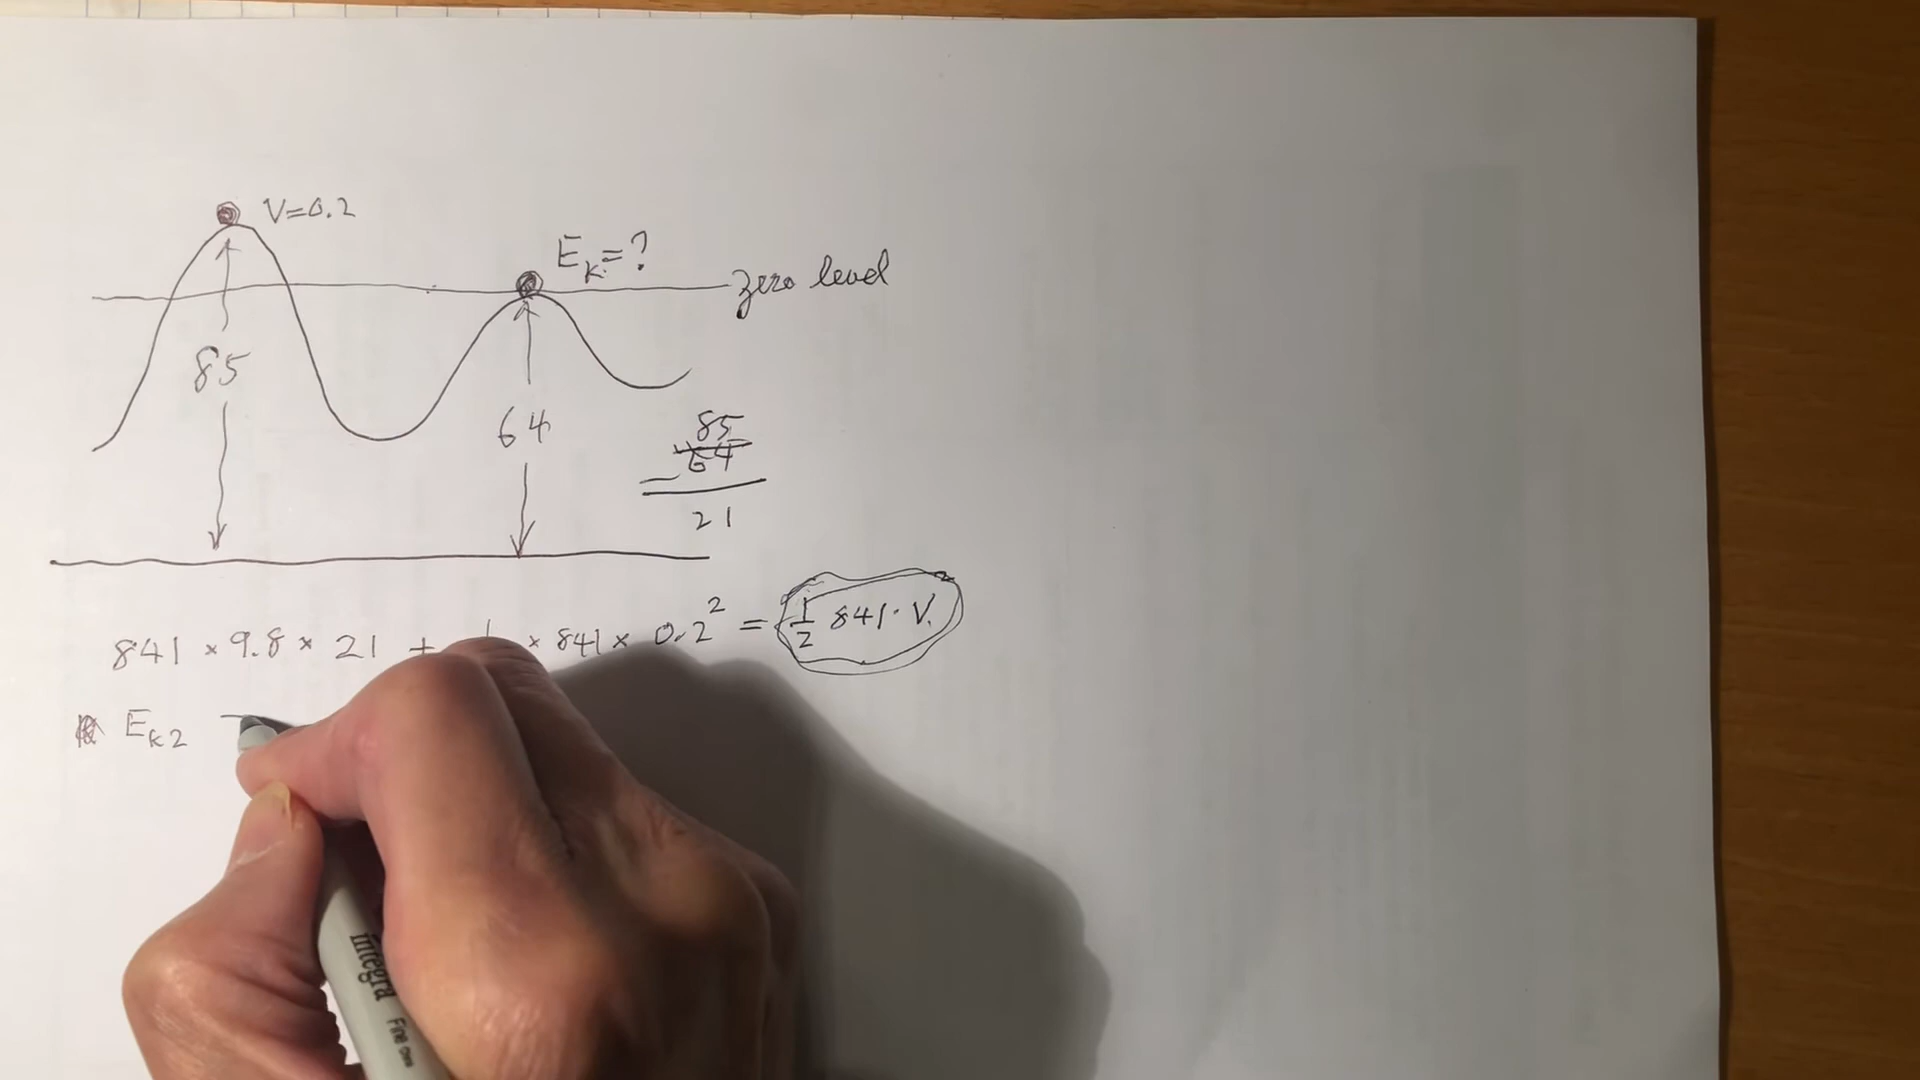 V=0.2
E_K=?
zero level
85
64
85
64
21
841 × 9.8 × 21 + × 841 × 0.2² = 1/2 841· V.²
E_K2
integra
Fine